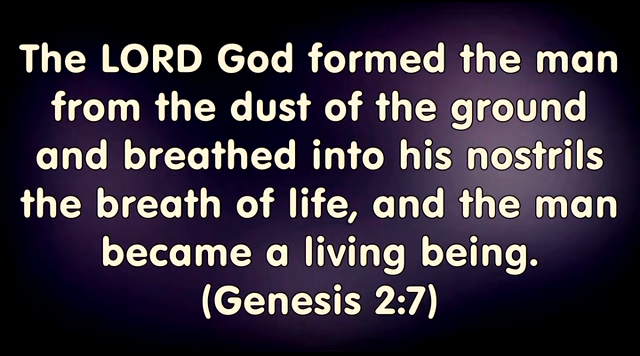 The LORD God formed the man
from the dust of the ground
and breathed into his nostrils
the breath of life, and the man
became a living being.
(Genesis 2:7)